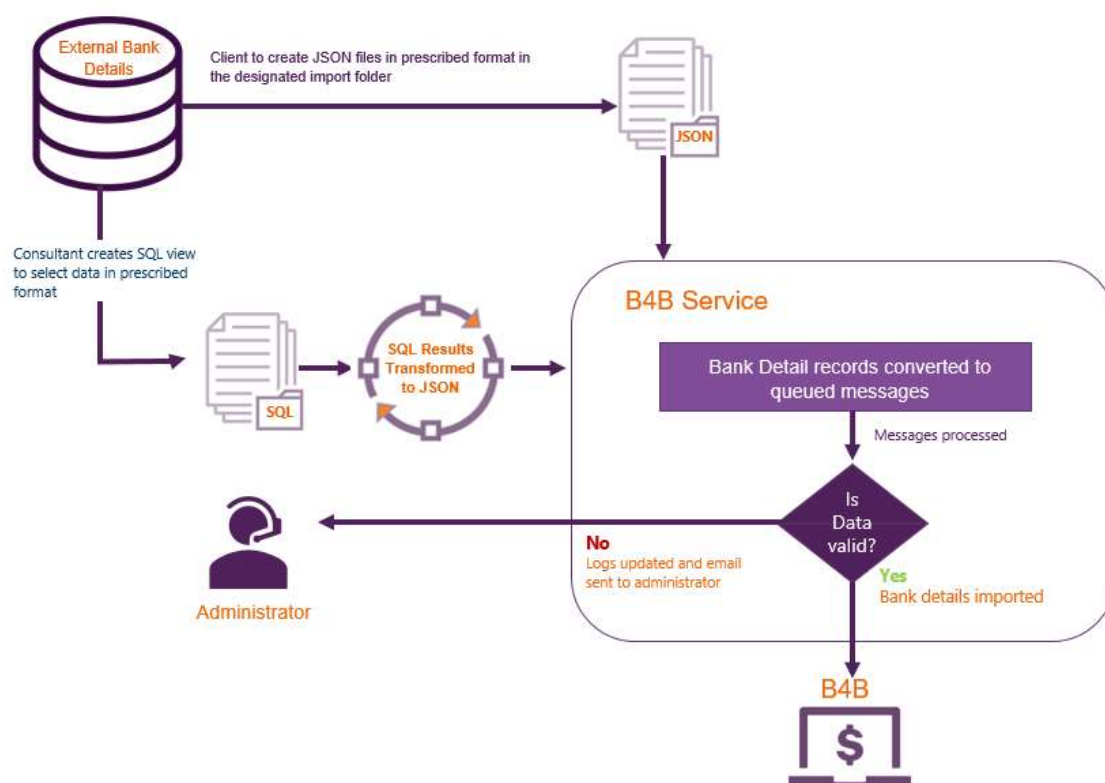 External Bank
Details
Client to create JSON files in prescribed format in
the designated import folder
JSON
Consultant creates SQL view
to select data in prescribed
format
SQL
SQL Results
Transformed
to JSON
B4B Service
Bank Detail records converted to
queued messages
Messages processed
Is
Data
valid?
No
Logs updated and email
sent to administrator
Yes
Bank details imported
Administrator
B4B
$